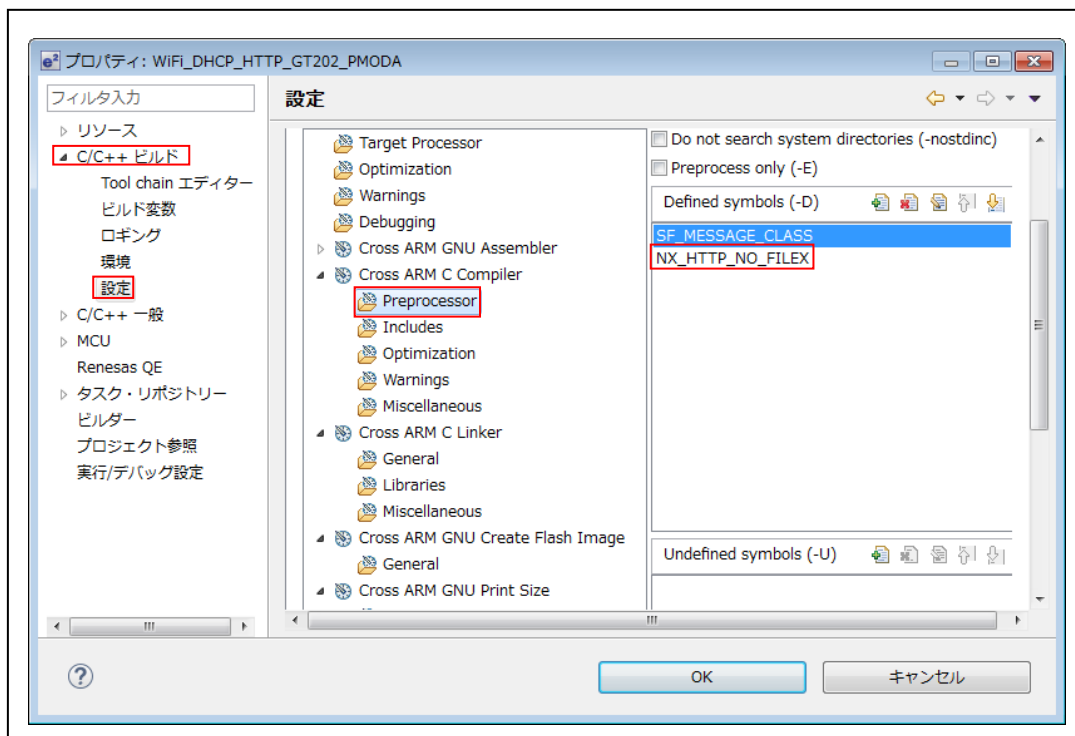 e² プロパティ: WiFi_DHCP_HTTP_GT202_PMODA
フィルタ入力
設定
リソース
C/C++ ビルド
Tool chain エディター
ビルド変数
ロギング
環境
設定
C/C++ 一般
MCU
Renesas QE
タスク・リポジトリー
ビルダー
プロジェクト参照
実行/デバッグ設定
Target Processor
Optimization
Warnings
Debugging
Cross ARM GNU Assembler
Cross ARM C Compiler
Preprocessor
Includes
Optimization
Warnings
Miscellaneous
Cross ARM C Linker
General
Libraries
Miscellaneous
Cross ARM GNU Create Flash Image
General
Cross ARM GNU Print Size
Do not search system directories (-nostdinc)
Preprocess only (-E)
Defined symbols (-D)
SF_MESSAGE_CLASS
NX_HTTP_NO_FILEX
Undefined symbols (-U)
OK
キャンセル